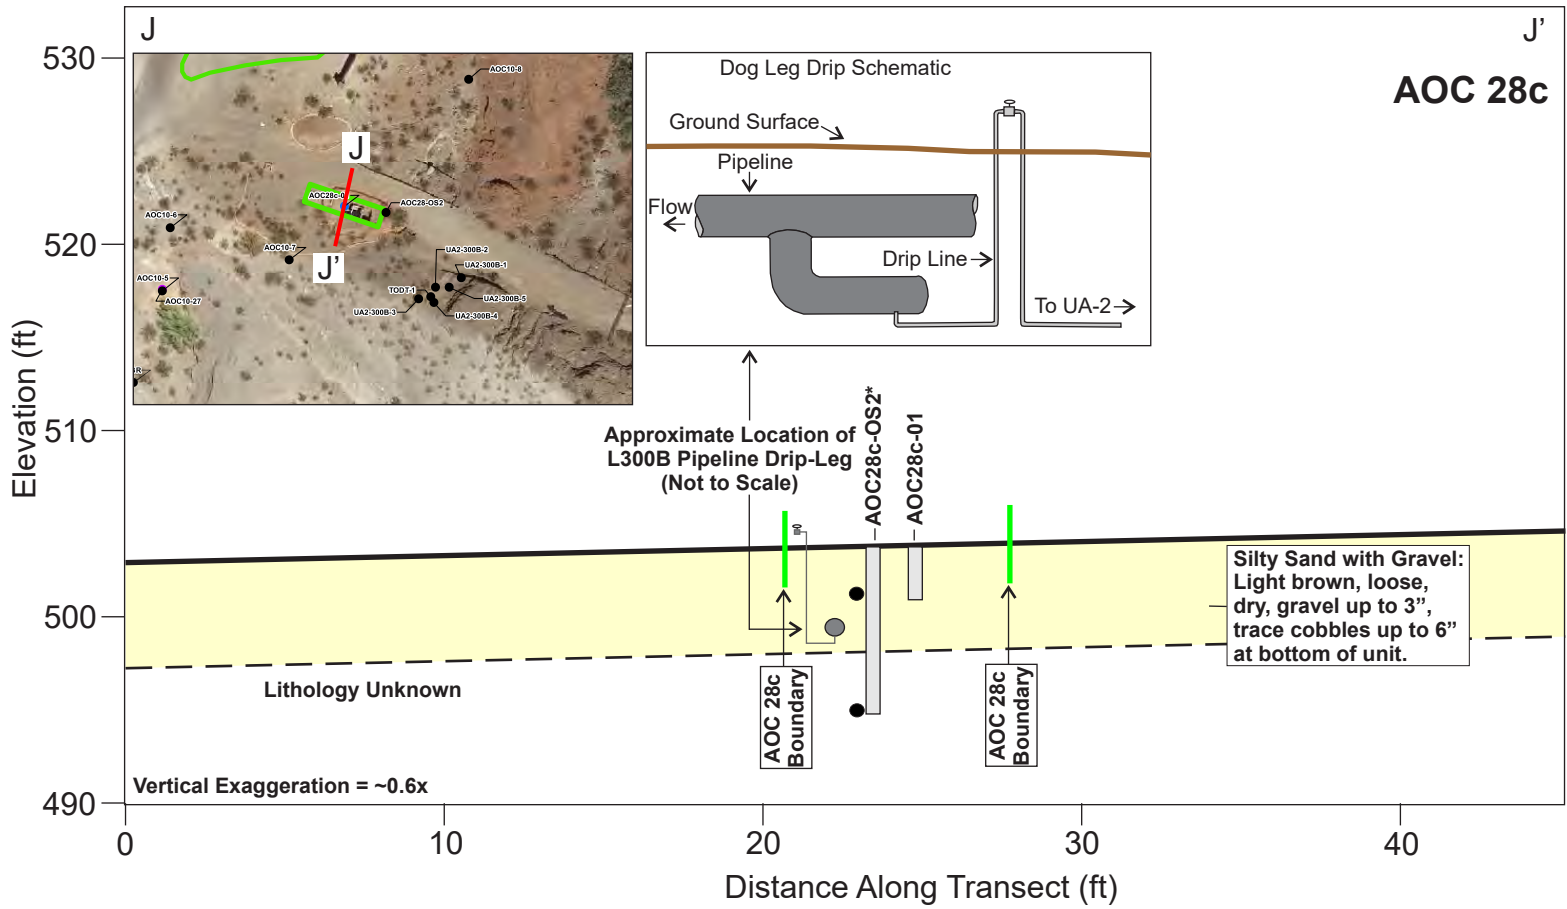 J
J’
AOC 28c
530
520
510
500
490
Elevation (ft)
0
10
20
30
40
Distance Along Transect (ft)
AOC10-8
J
AOC28c-0
AOC28-OS2
AOC10-6
AOC10-7
J’
UA2-300B-2
UA2-300B-1
AOC10-5
TODT-1
UA2-300B-5
AOC10-27
UA2-300B-3
UA2-300B-4
Dog Leg Drip Schematic
Ground Surface
Pipeline
Flow
Drip Line
To UA-2
Approximate Location of
L300B Pipeline Drip-Leg
(Not to Scale)
AOC28c-OS2*
AOC28c-01
Silty Sand with Gravel:
Light brown, loose,
dry, gravel up to 3”,
trace cobbles up to 6”
at bottom of unit.
Lithology Unknown
AOC 28c
Boundary
AOC 28c
Boundary
Vertical Exaggeration = ~0.6x